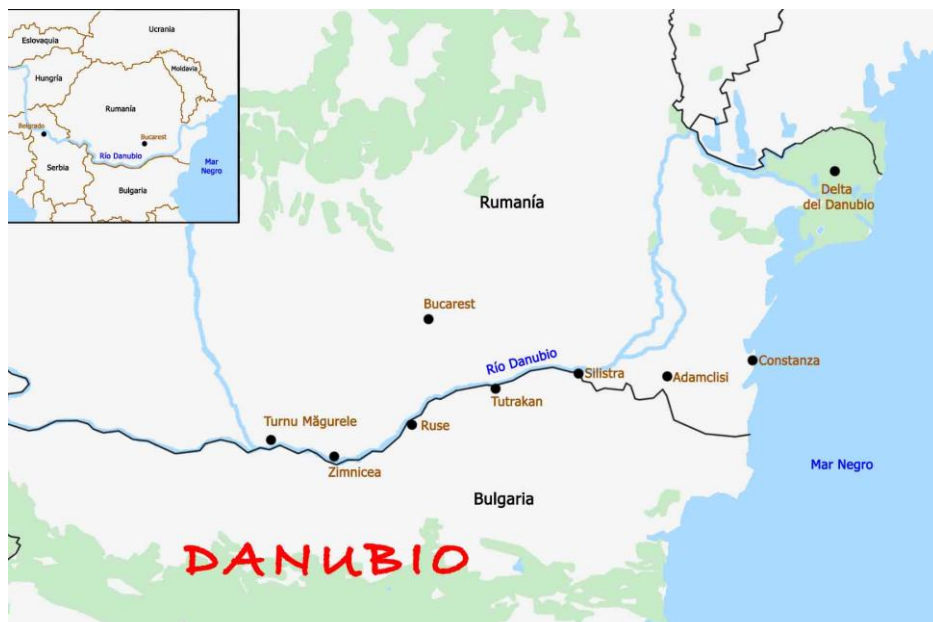 Ucrania
Eslovaquia
Moldavia
Hungría
Rumanía
Belgrado
Bucarest
Río Danubio
Serbia
Mar
Negro
Bulgaria
Delta
del Danubio
Rumanía
Bucarest
Río Danubio
Constanza
Silistra
Adamclisi
Tutrakan
Turnu Măgurele
Ruse
Zimnicea
Mar Negro
Bulgaria
DANUBIO